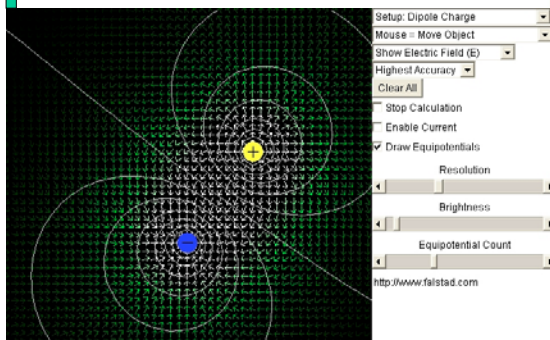 Setup: Dipole Charge
Mouse = Move Object
Show Electric Field (E)
Highest Accuracy
Clear All
Stop Calculation
Enable Current
Draw Equipotentials
Resolution
Brightness
+
−
Equipotential Count
http://www.falstad.com